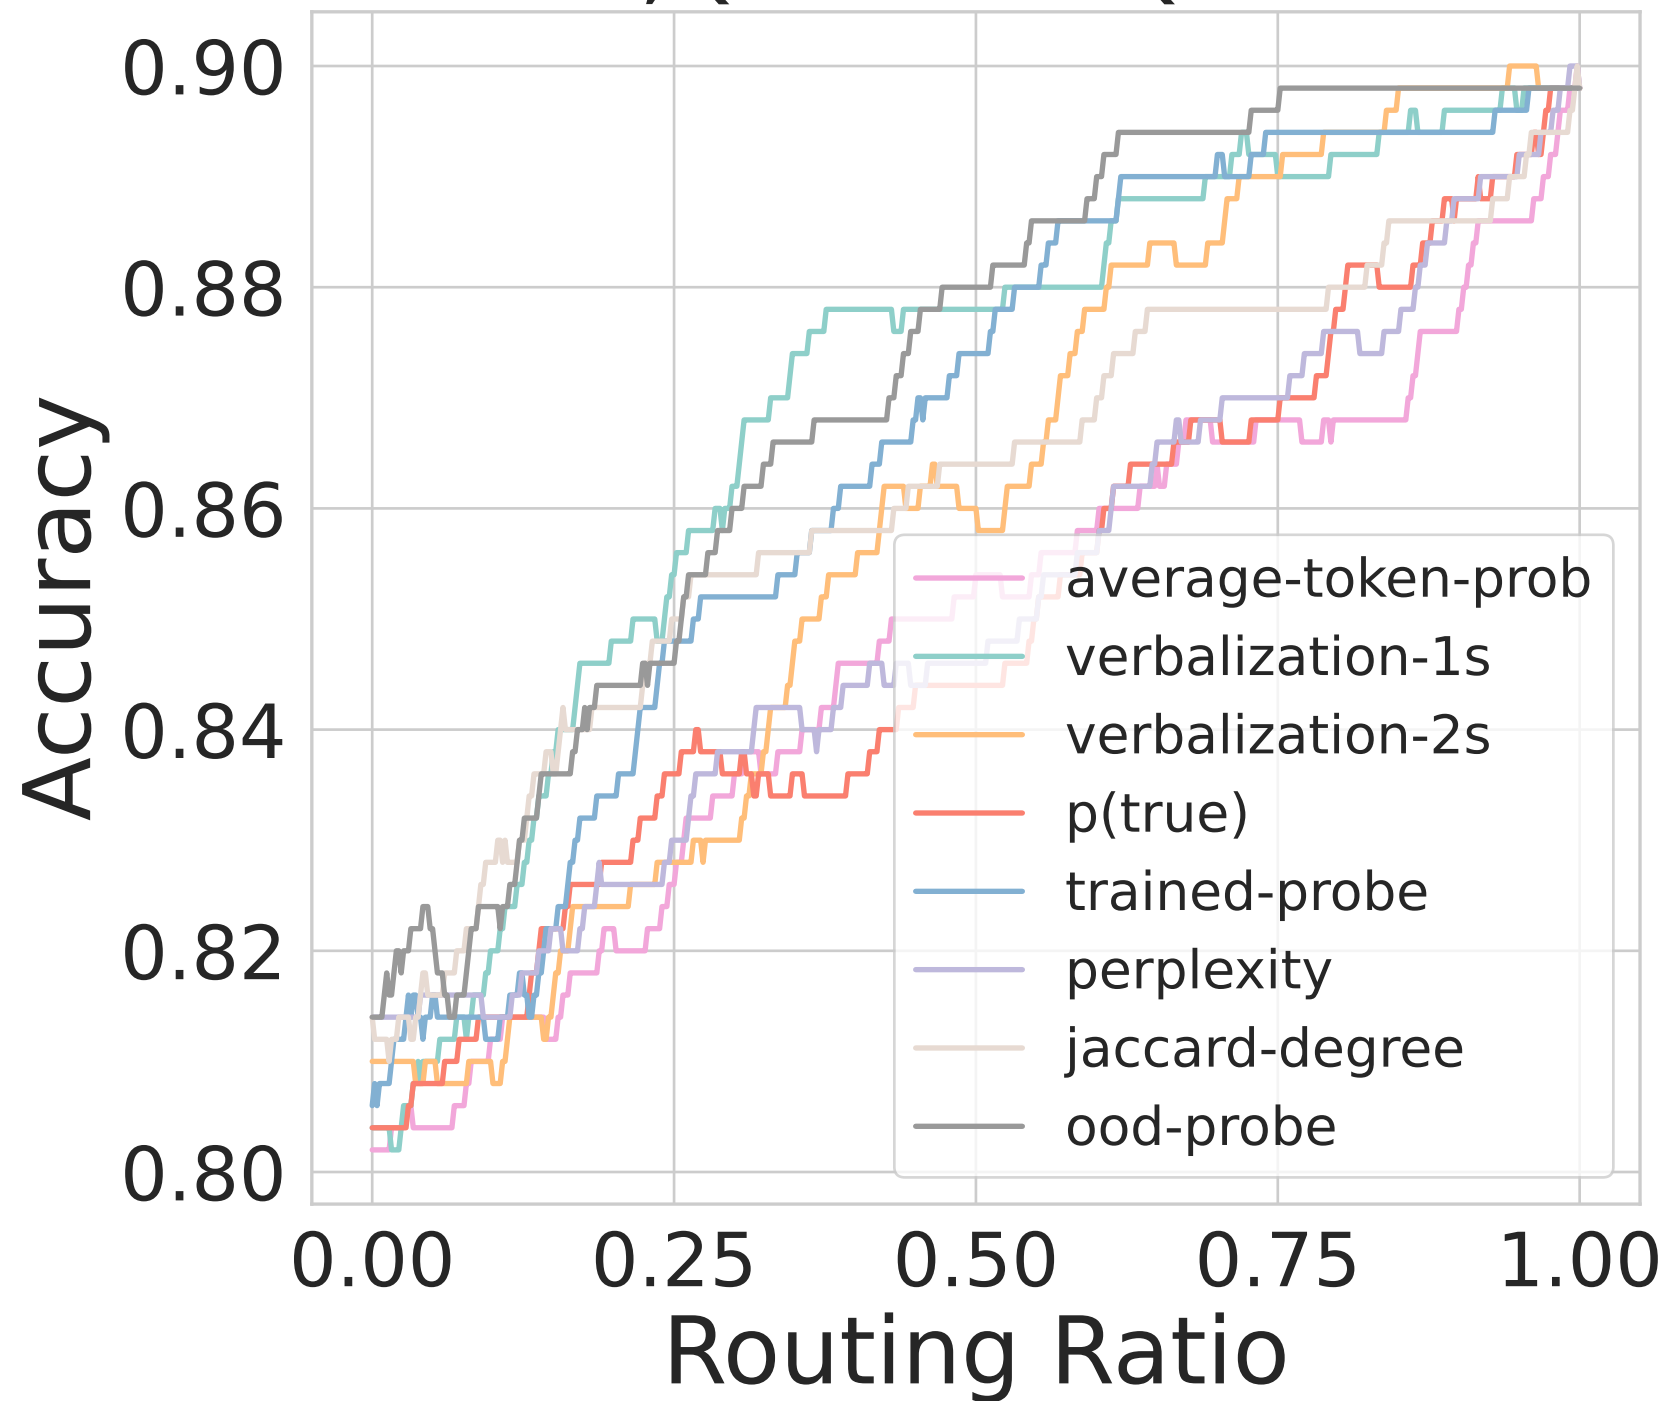 0.90
0.88
0.86
0.84
0.82
0.80
Accuracy
average-token-prob
verbalization-1s
verbalization-2s
p(true)
trained-probe
perplexity
jaccard-degree
ood-probe
0.00 0.25 0.50 0.75 1.00
Routing Ratio